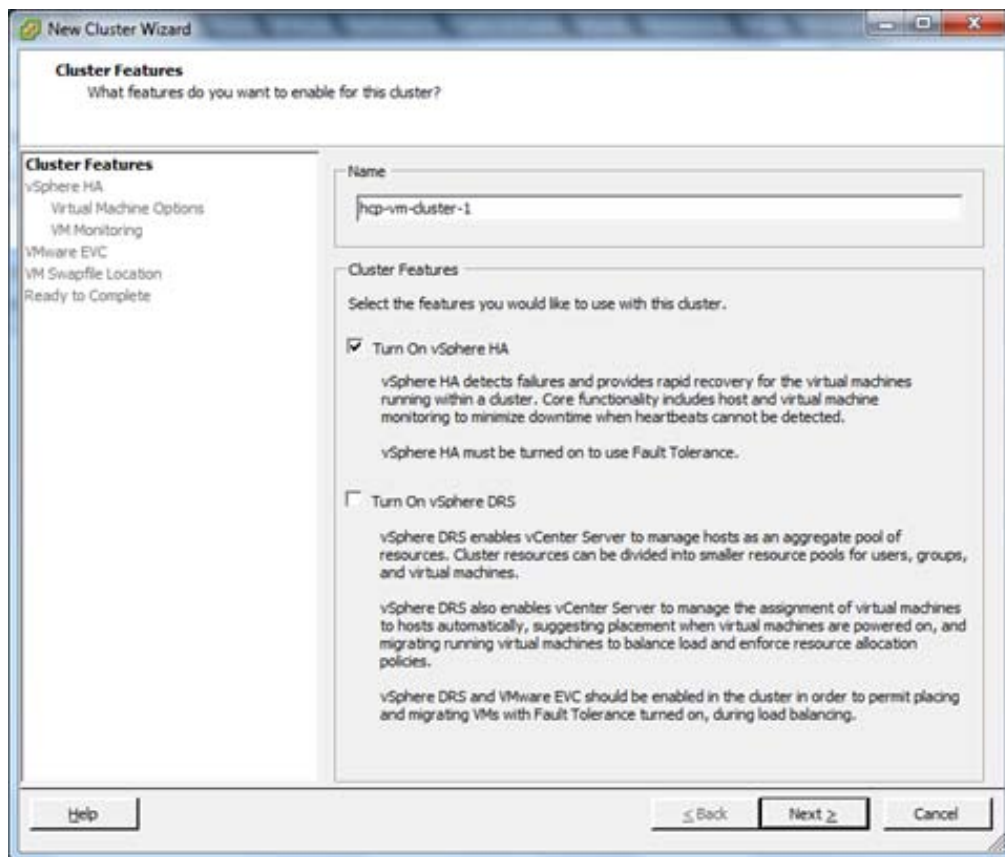 New Cluster Wizard
Cluster Features
What features do you want to enable for this cluster?
Cluster Features
vSphere HA
Virtual Machine Options
VM Monitoring
VMware EVC
VM Swapfile Location
Ready to Complete
Name
hcp-vm-cluster-1
Cluster Features
Select the features you would like to use with this cluster.
Turn On vSphere HA
vSphere HA detects failures and provides rapid recovery for the virtual machines
running within a cluster. Core functionality includes host and virtual machine
monitoring to minimize downtime when heartbeats cannot be detected.
vSphere HA must be turned on to use Fault Tolerance.
Turn On vSphere DRS
vSphere DRS enables vCenter Server to manage hosts as an aggregate pool of
resources. Cluster resources can be divided into smaller resource pools for users, groups,
and virtual machines.
vSphere DRS also enables vCenter Server to manage the assignment of virtual machines
to hosts automatically, suggesting placement when virtual machines are powered on, and
migrating running virtual machines to balance load and enforce resource allocation
policies.
vSphere DRS and VMware EVC should be enabled in the cluster in order to permit placing
and migrating VMs with Fault Tolerance turned on, during load balancing.
Help
≤ Back
Next ≥
Cancel